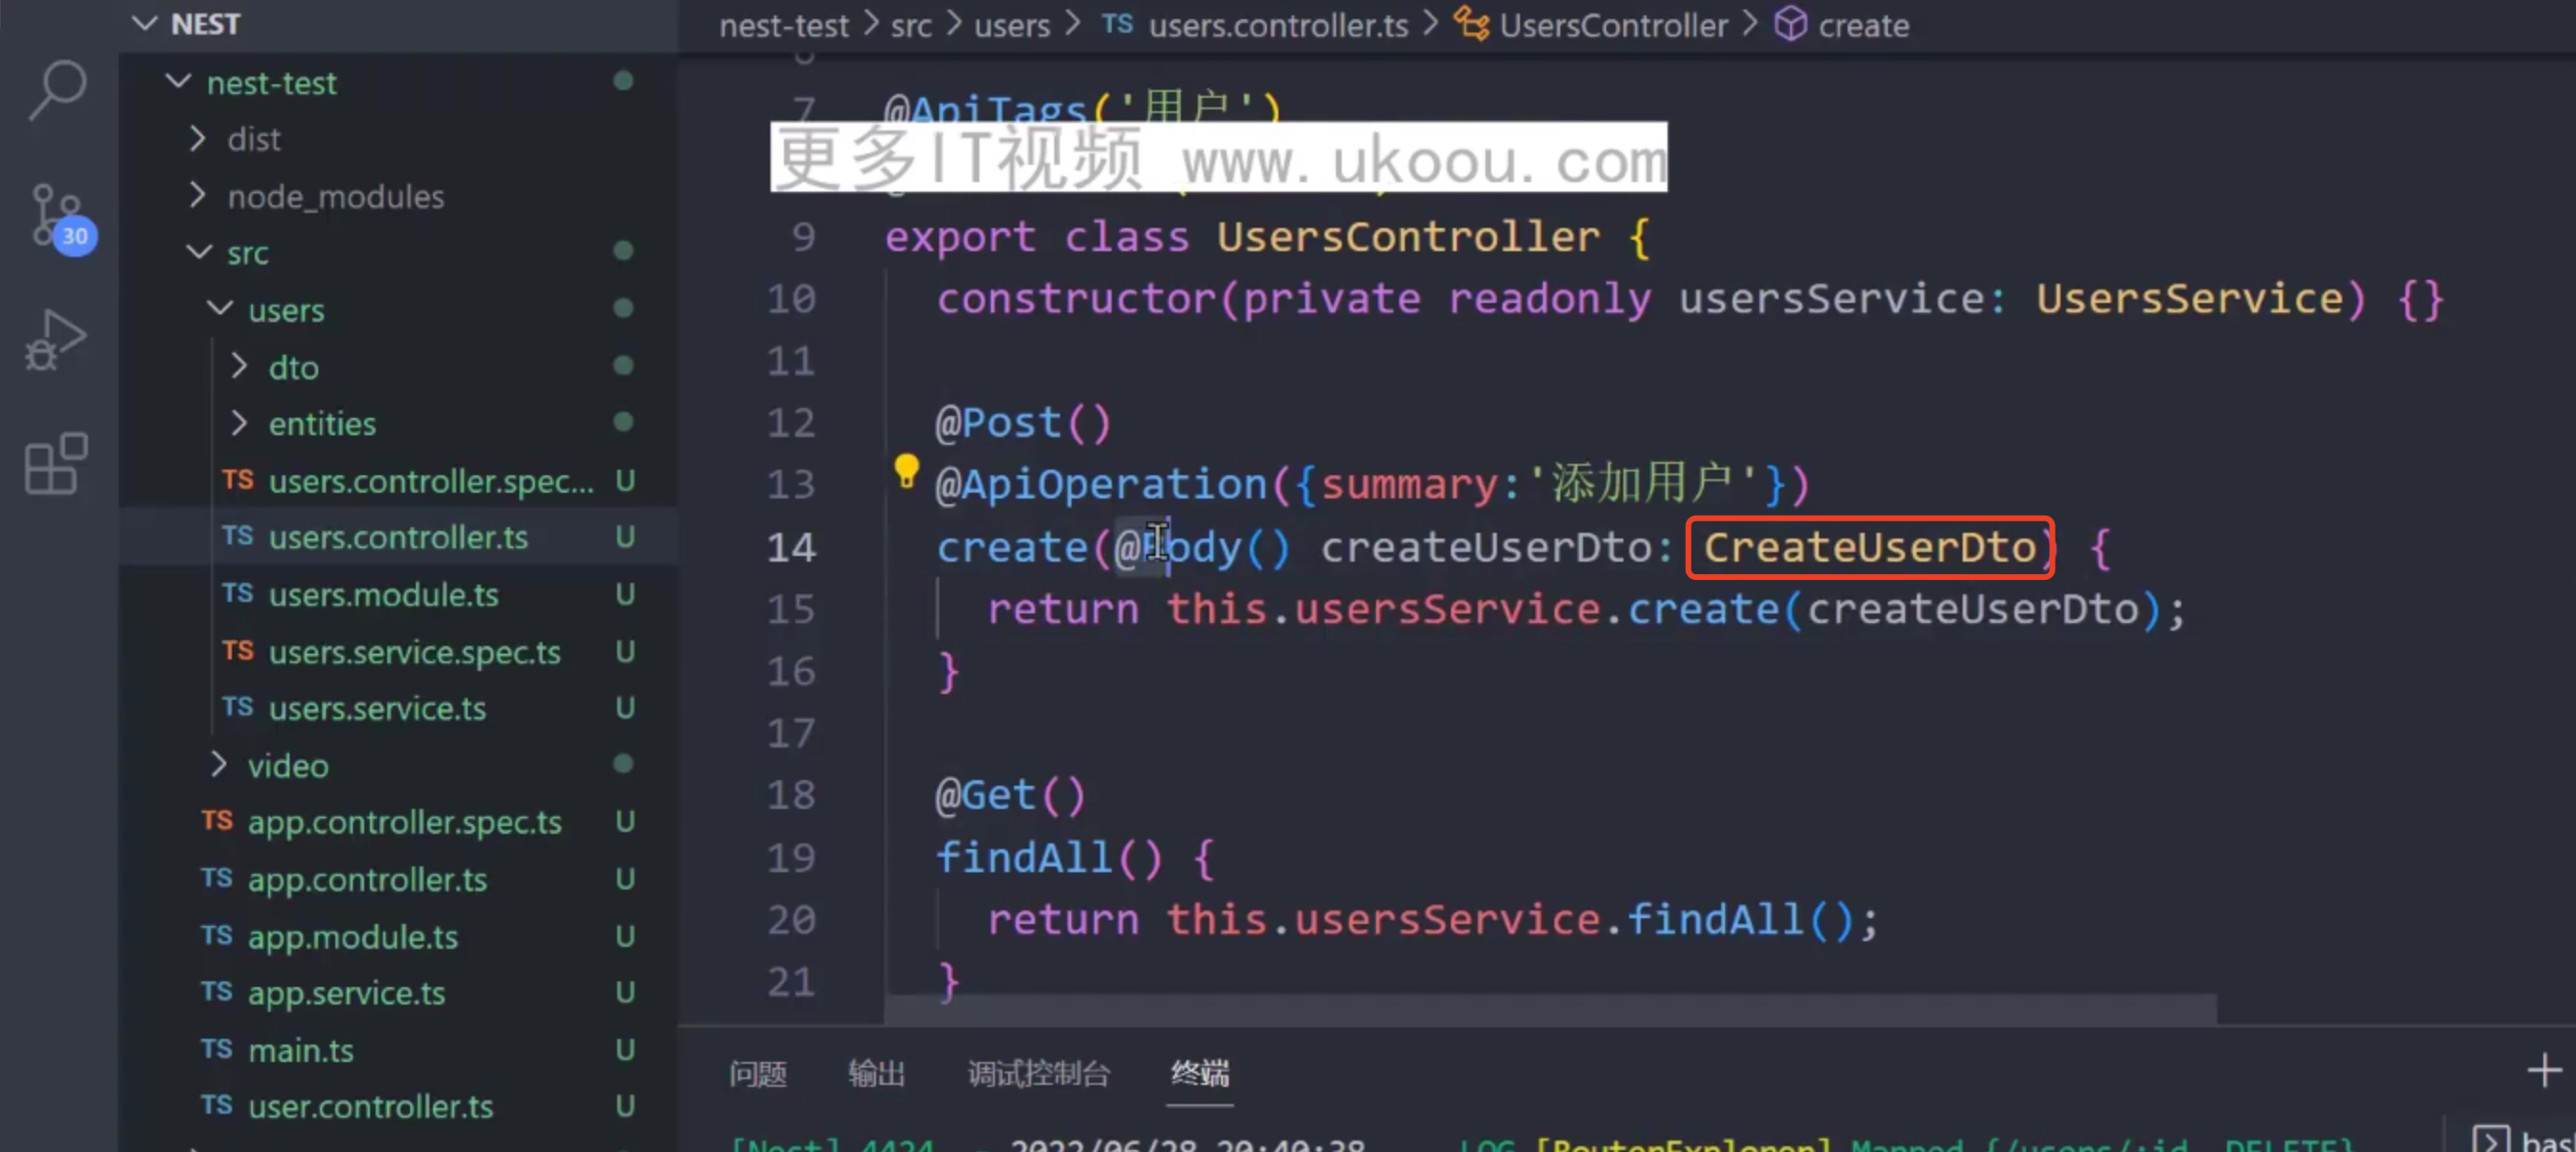 NEST
nest-test
dist
node_modules
src
users
dto
entities
TS users.controller.spec... U
TS users.controller.ts U
TS users.module.ts U
TS users.service.spec.ts U
TS users.service.ts U
video
TS app.controller.spec.ts U
TS app.controller.ts U
TS app.module.ts U
TS app.service.ts U
TS main.ts U
TS user.controller.ts U
30
nest-test > src > users > TS users.controller.ts > UsersController > create
7 @ApiTags('用户')
更多IT视频 www.ukoou.com
9 export class UsersController {
10 constructor(private readonly usersService: UsersService) {}
11
12 @Post()
13 @ApiOperation({summary:'添加用户'})
14 create(@Body() createUserDto: CreateUserDto) {
15 return this.usersService.create(createUserDto);
16 }
17
18 @Get()
19 findAll() {
20 return this.usersService.findAll();
21 }
问题 输出 调试控制台 终端
[Nest] 4424 - 2022/06/28 20:40:38 LOG [RouterExplorer] Mapped {/users/:id, DELETE}